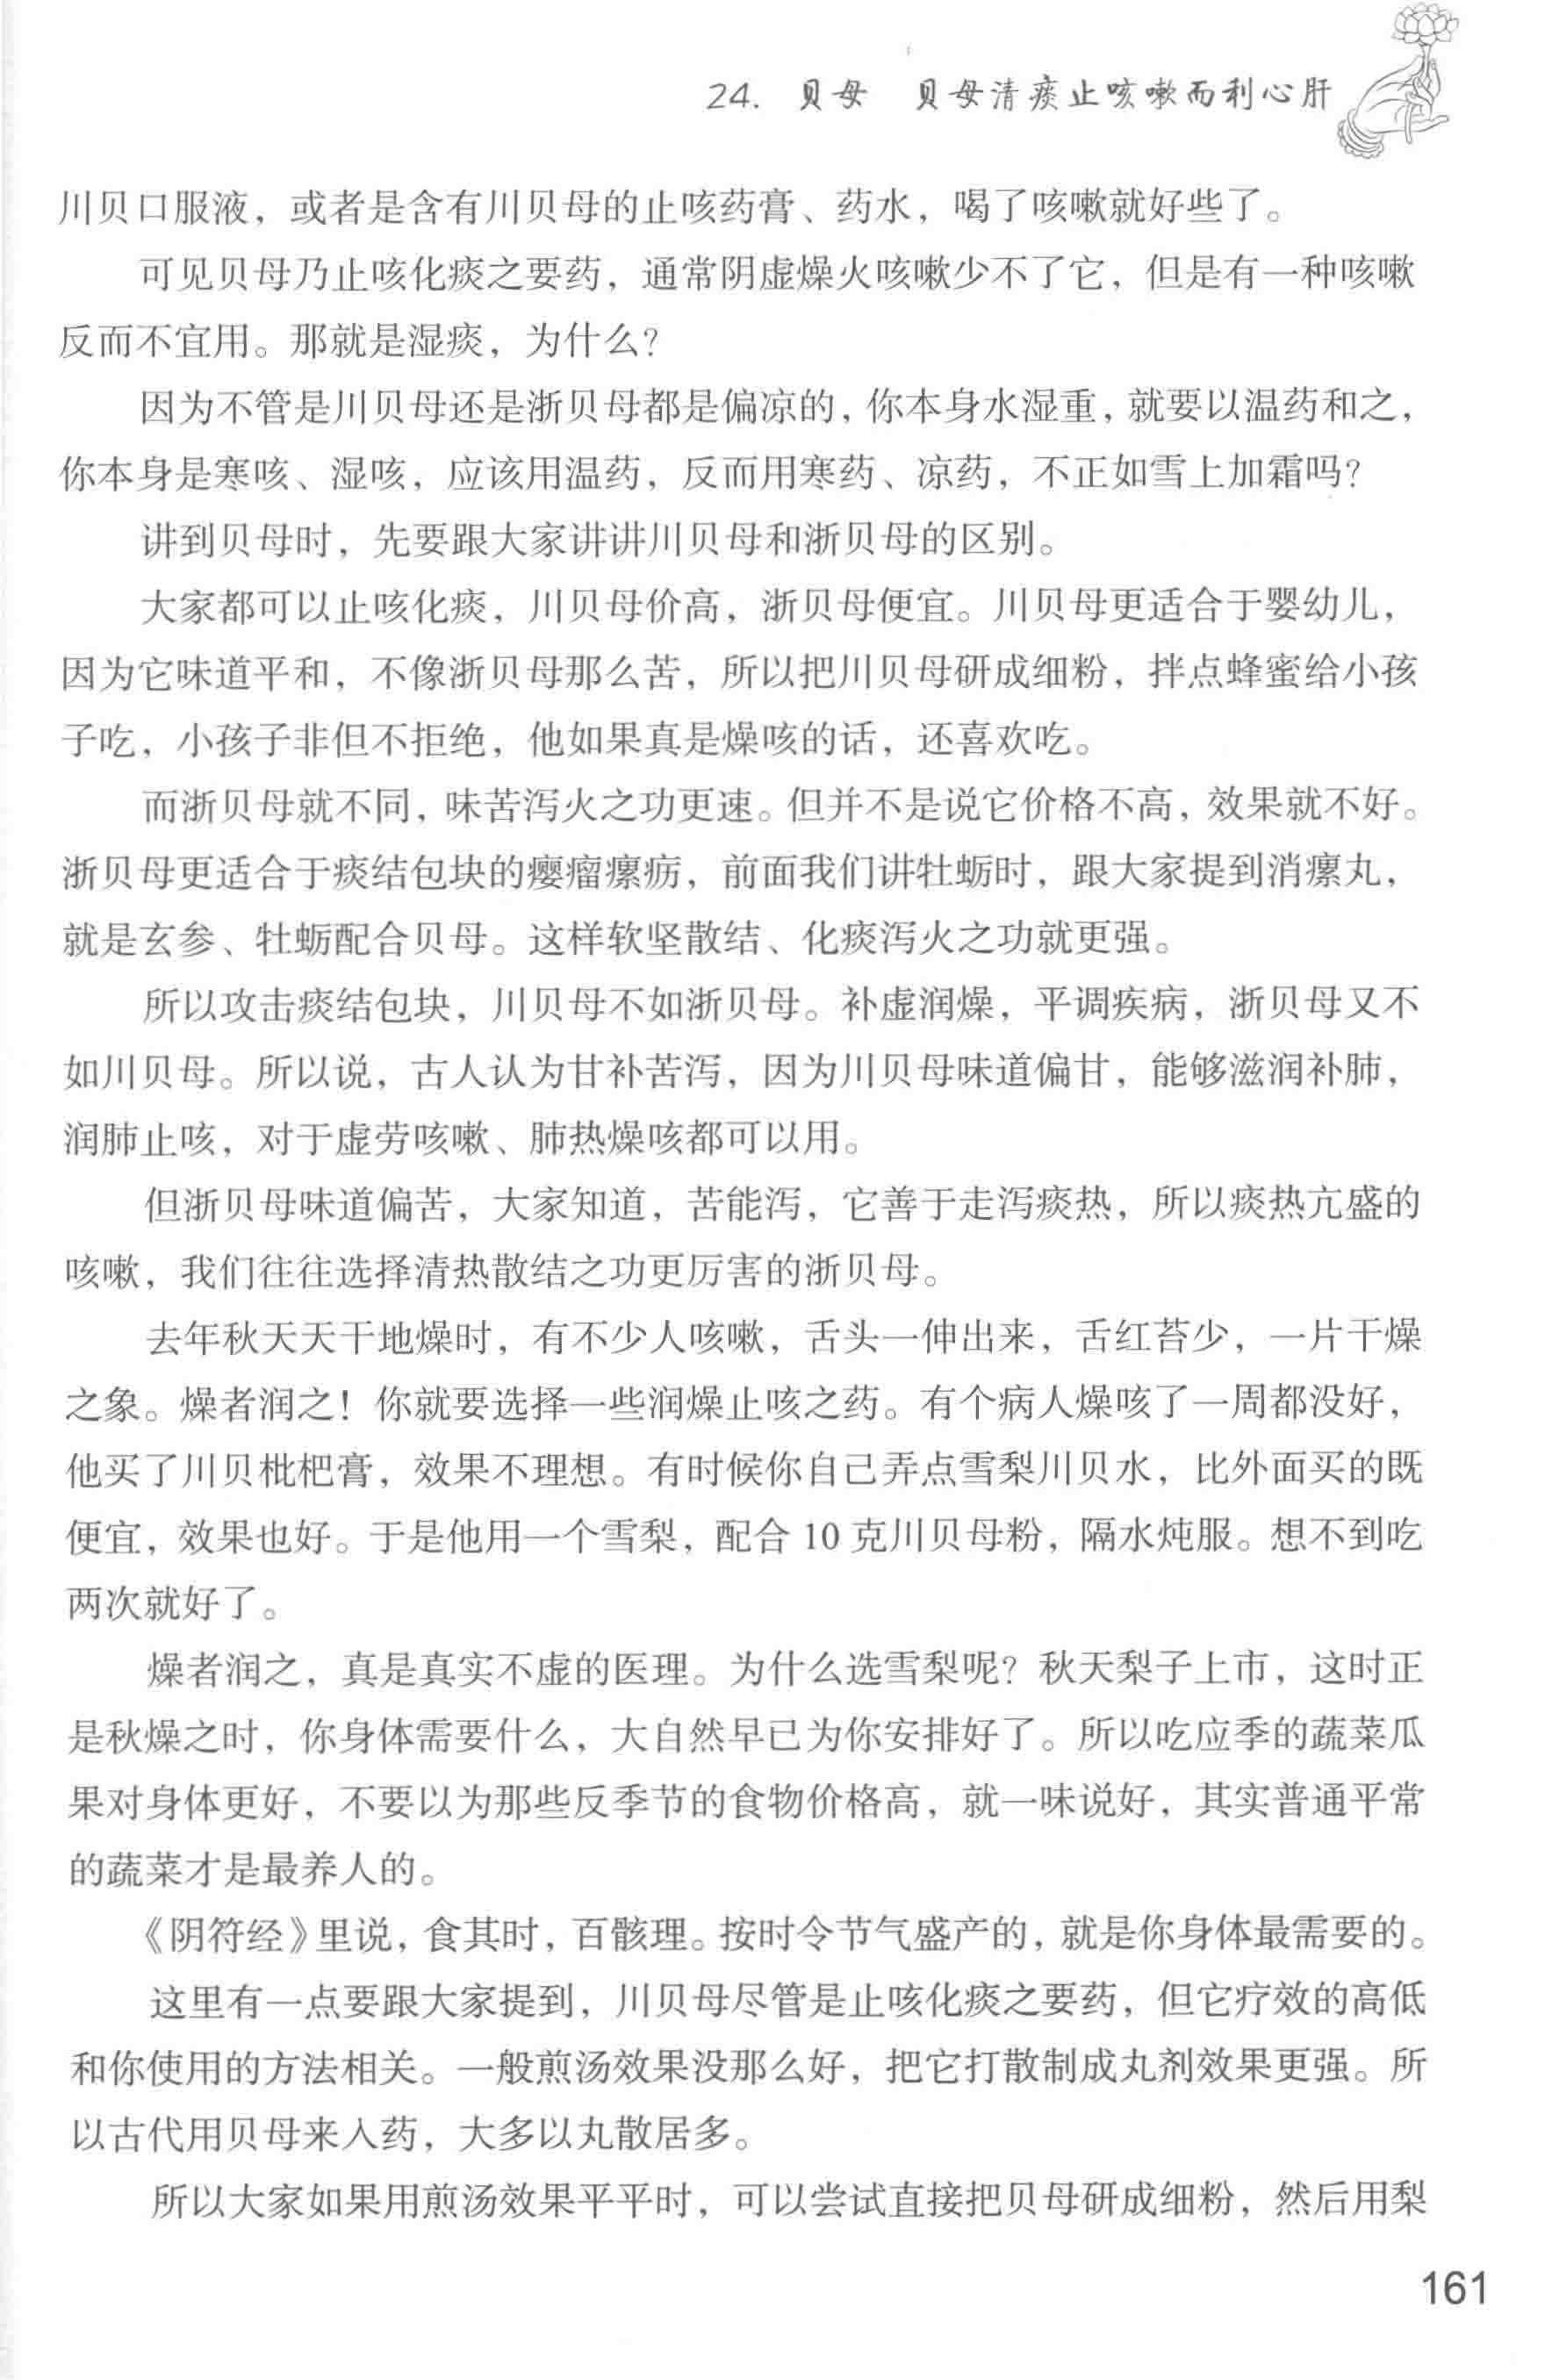 24. 贝母 贝母清痰止咳嗽而利心肝
川贝口服液，或者是含有川贝母的止咳药膏、药水，喝了咳嗽就好些了。
可见贝母乃止咳化痰之要药，通常阴虚燥火咳嗽少不了它，但是有一种咳嗽
反而不宜用。那就是湿痰，为什么？
因为不管是川贝母还是浙贝母都是偏凉的，你本身水湿重，就要以温药和之，
你本身是寒咳、湿咳，应该用温药，反而用寒药、凉药，不正如雪上加霜吗？
讲到贝母时，先要跟大家讲讲川贝母和浙贝母的区别。
大家都可以止咳化痰，川贝母价高，浙贝母便宜。川贝母更适合于婴幼儿，
因为它味道平和，不像浙贝母那么苦，所以把川贝母研成细粉，拌点蜂蜜给小孩
子吃，小孩子非但不拒绝，他如果真是燥咳的话，还喜欢吃。
而浙贝母就不同，味苦泻火之功更速。但并不是说它价格不高，效果就不好。
浙贝母更适合于痰结包块的瘿瘤瘰疬，前面我们讲牡蛎时，跟大家提到消瘰丸，
就是玄参、牡蛎配合贝母。这样软坚散结、化痰泻火之功就更强。
所以攻击痰结包块，川贝母不如浙贝母。补虚润燥，平调疾病，浙贝母又不
如川贝母。所以说，古人认为甘补苦泻，因为川贝母味道偏甘，能够滋润补肺，
润肺止咳，对于虚劳咳嗽、肺热燥咳都可以用。
但浙贝母味道偏苦，大家知道，苦能泻，它善于走泻痰热，所以痰热亢盛的
咳嗽，我们往往选择清热散结之功更厉害的浙贝母。
去年秋天天干地燥时，有不少人咳嗽，舌头一伸出来，舌红苔少，一片干燥
之象。燥者润之！你就要选择一些润燥止咳之药。有个病人燥咳了一周都没好，
他买了川贝枇杷膏，效果不理想。有时候你自己弄点雪梨川贝水，比外面买的既
便宜，效果也好。于是他用一个雪梨，配合 10 克川贝母粉，隔水炖服。想不到吃
两次就好了。
燥者润之，真是真实不虚的医理。为什么选雪梨呢？秋天梨子上市，这时正
是秋燥之时，你身体需要什么，大自然早已为你安排好了。所以吃应季的蔬菜瓜
果对身体更好，不要以为那些反季节的食物价格高，就一味说好，其实普通平常
的蔬菜才是最养人的。
《阴符经》里说，食其时，百骸理。按时令节气盛产的，就是你身体最需要的。
这里有一点要跟大家提到，川贝母尽管是止咳化痰之要药，但它疗效的高低
和你使用的方法相关。一般煎汤效果没那么好，把它打散制成丸剂效果更强。所
以古代用贝母来入药，大多以丸散居多。
所以大家如果用煎汤效果平平时，可以尝试直接把贝母研成细粉，然后用梨
161